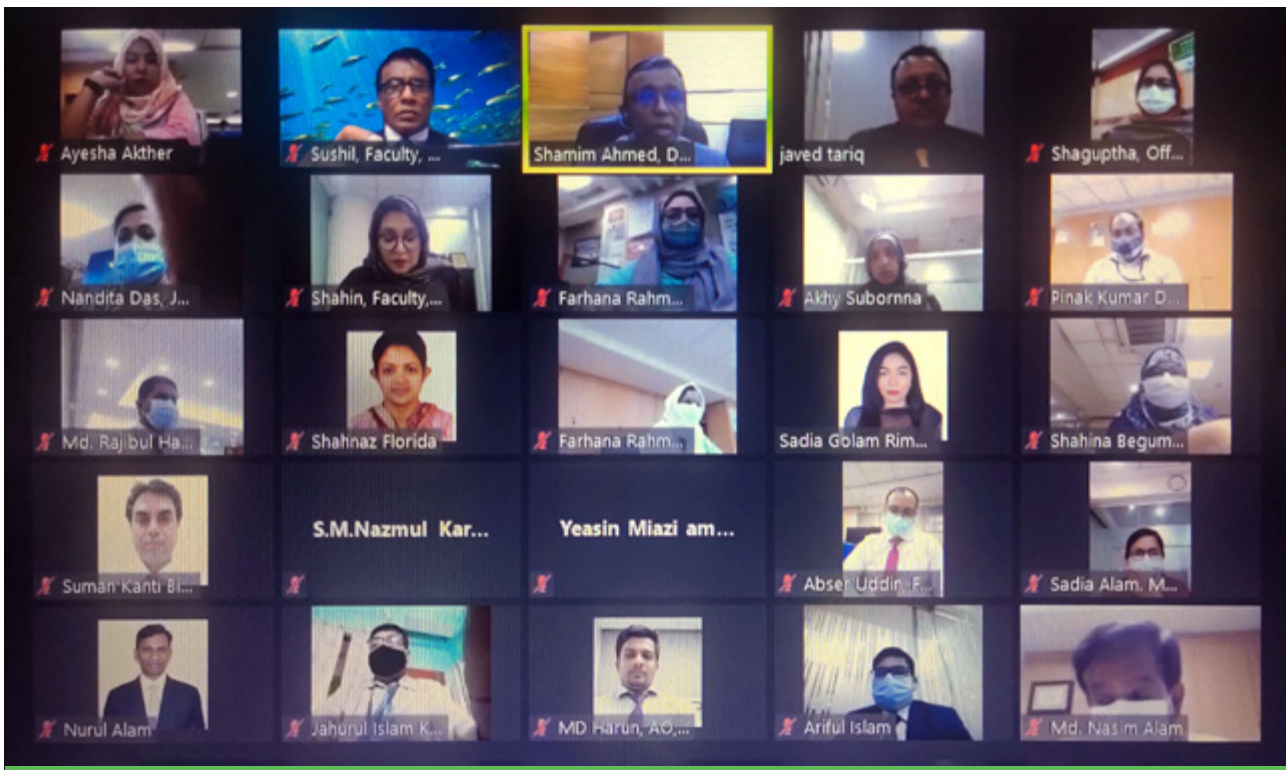 Ayesha Akther
Sushil, Faculty, ...
Shamim Ahmed, D...
javed tariq
Shaguptha, Off...
Nandita Das, J...
Shahin, Faculty,...
Farhana Rahm...
Akhy Subornna
Pinak Kumar D...
Md. Rajibul Ha...
Shahnaz Florida
Farhana Rahm...
Sadia Golam Rim...
Shahina Begum...
Suman Kanti Bi...
S.M.Nazmul Kar...
Yeasin Miazi am...
Abser Uddin, F...
Sadia Alam, M...
Nurul Alam
Jahurul Islam K...
MD Harun, AO,...
Ariful Islam
Md. Nasim Alam